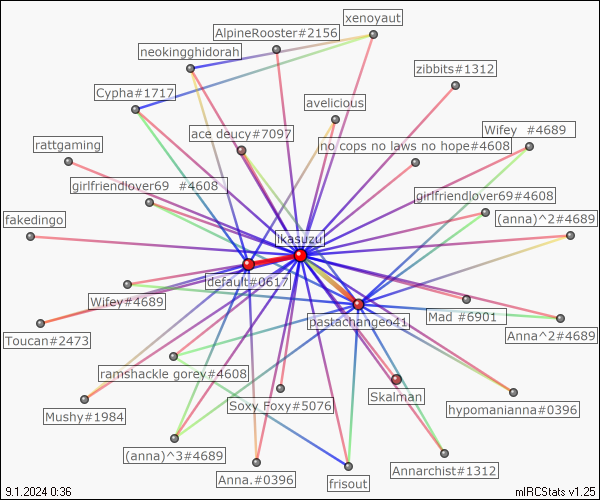 xenoyaut
AlpineRooster#2156
neokingghidorah
zibbits#1312
Cypha#1717
avelicious
ace deucy#7097
Wifey #4689
rattgaming
no cops no laws no hope#4608
girlfriendlover69 #4608
girlfriendlover69#4608
fakedingo
(anna)^2#4689
ikasuzu
default#0617
Wifey#4689
pastachangeo41
Mad #6901
Toucan#2473
Anna^2#4689
ramshackle gorey#4608
Mushy#1984
Soxy Foxy#5076
Skalman
hypomanianna#0396
(anna)^3#4689
Anna.#0396
frisout
Annarchist#1312
9.1.2024 0:36
mIRCStats v1.25